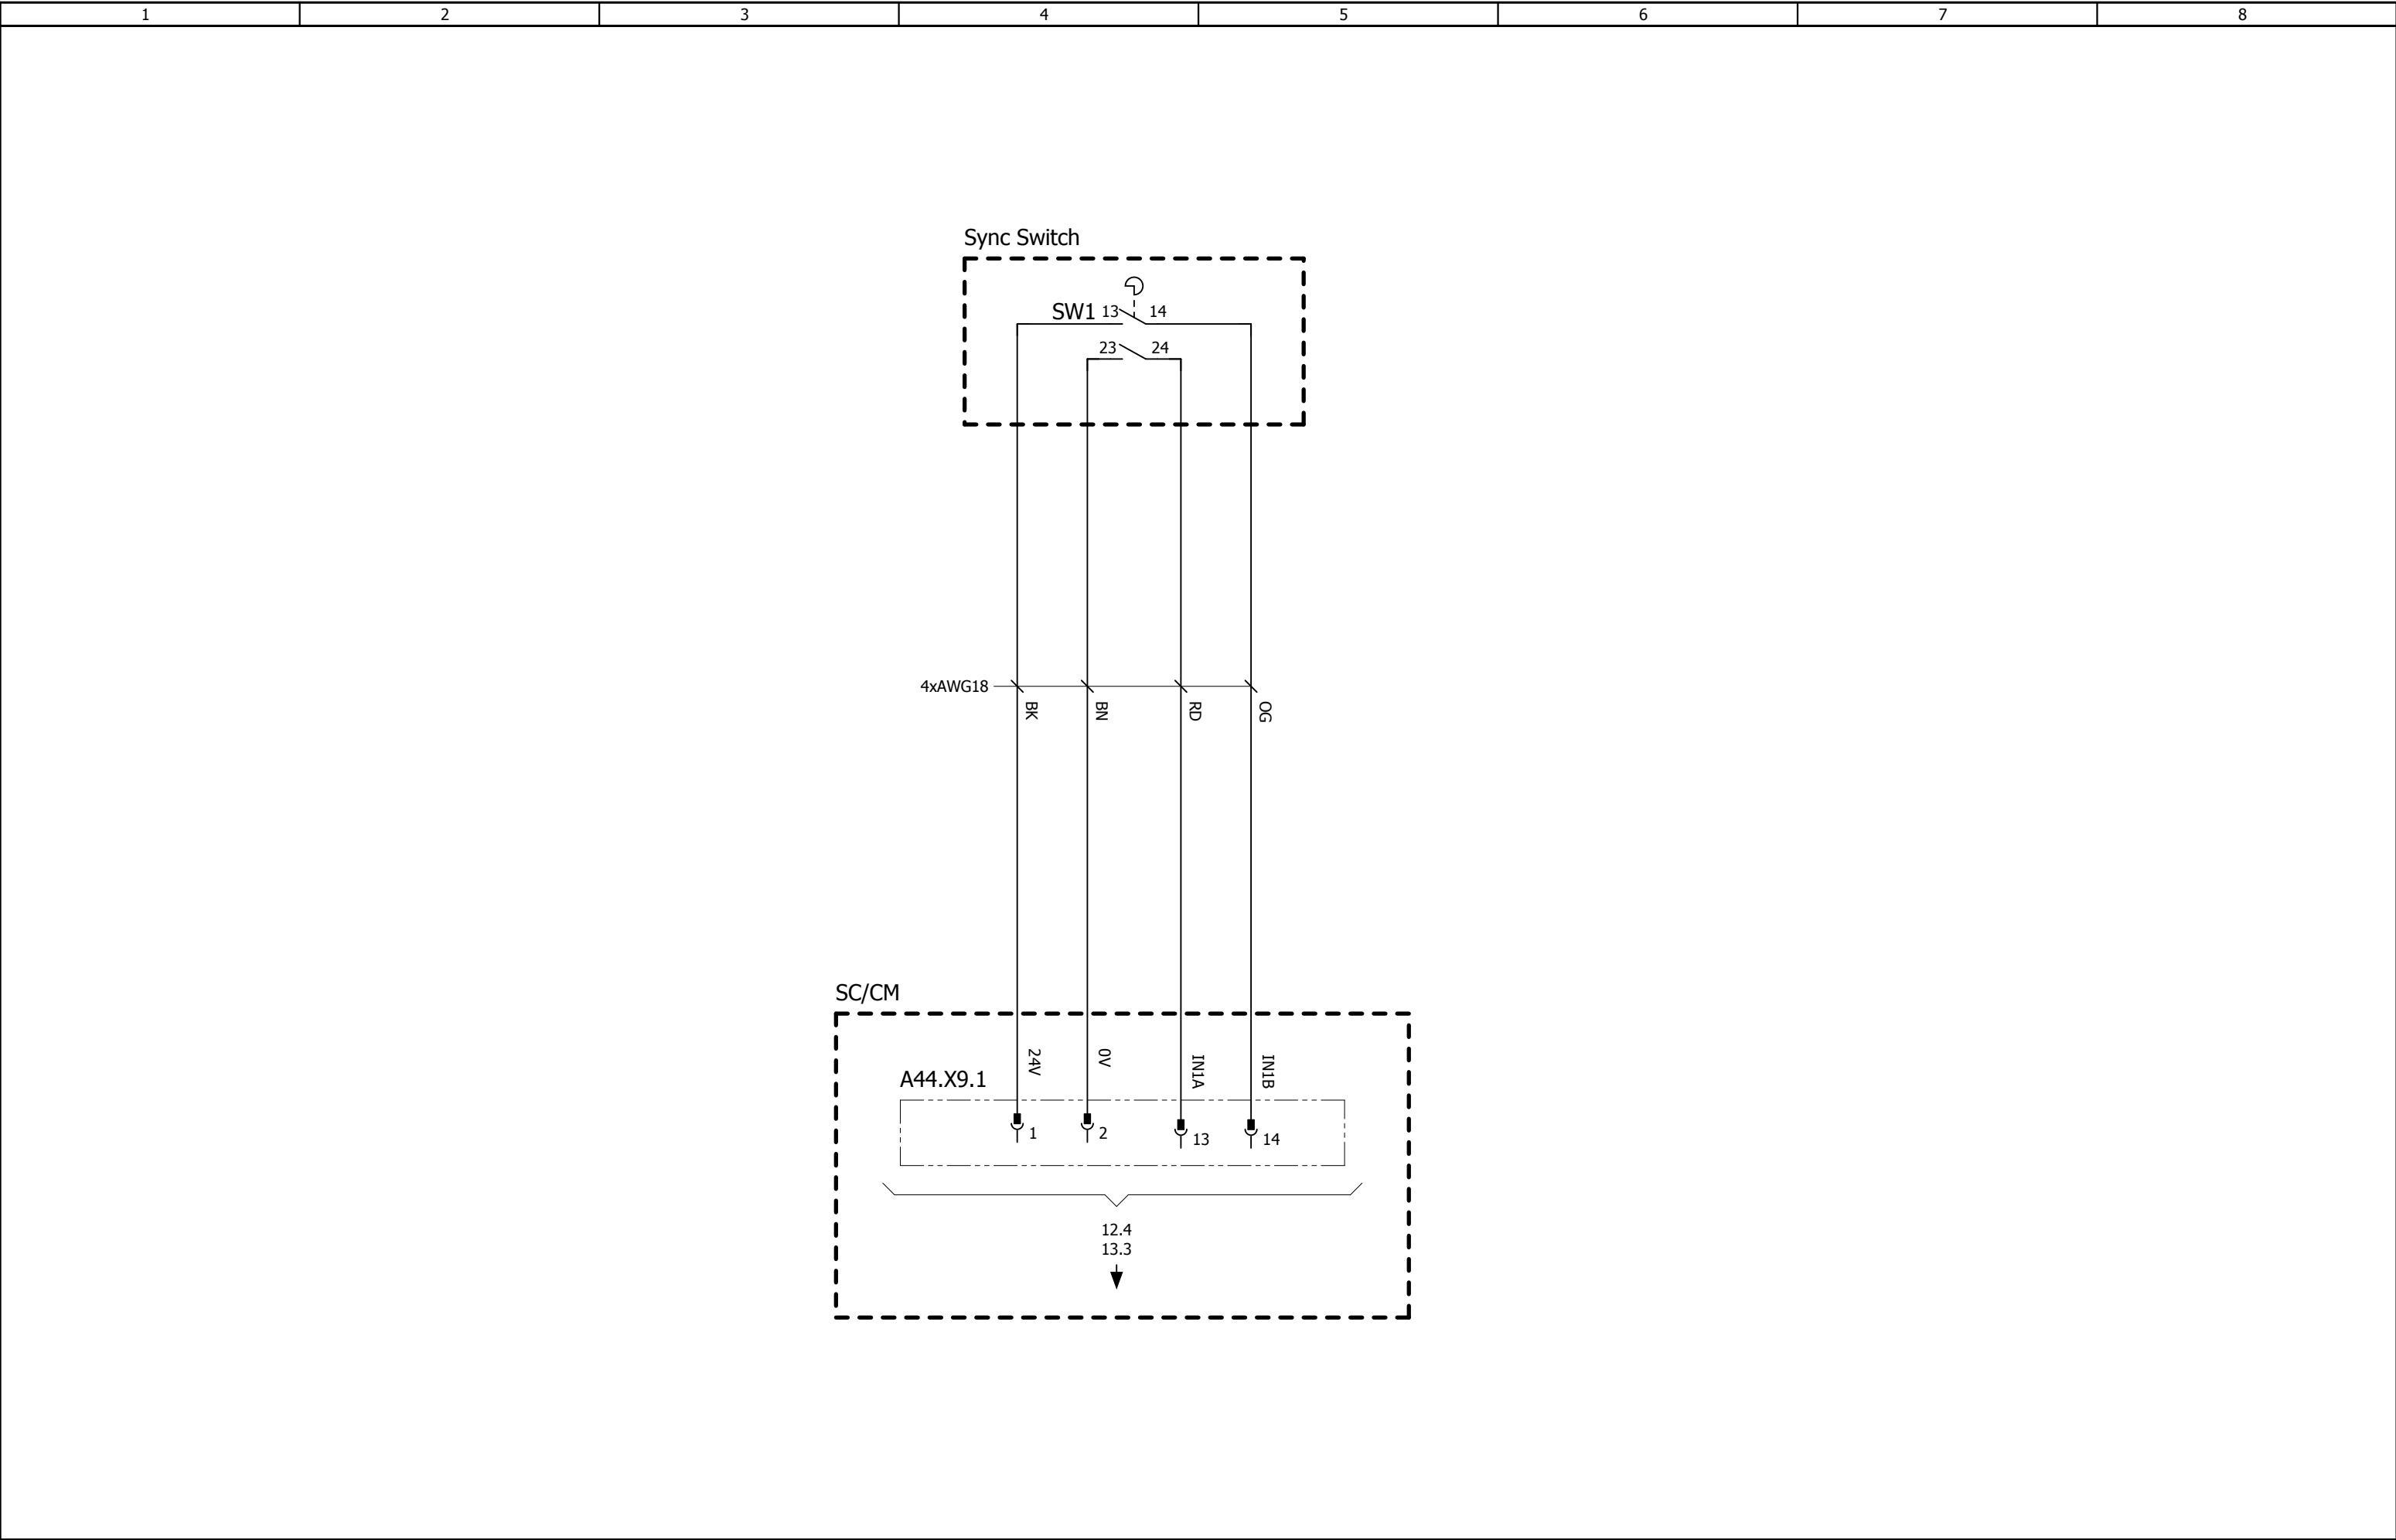 1 2 3 4 5 6 7 8
Sync Switch
SW1 13 14
23 24
4xAWG18
BK BN RD OG
SC/CM
24V 0V IN1A IN1B
A44.X9.1
1 2 13 14
12.4
13.3